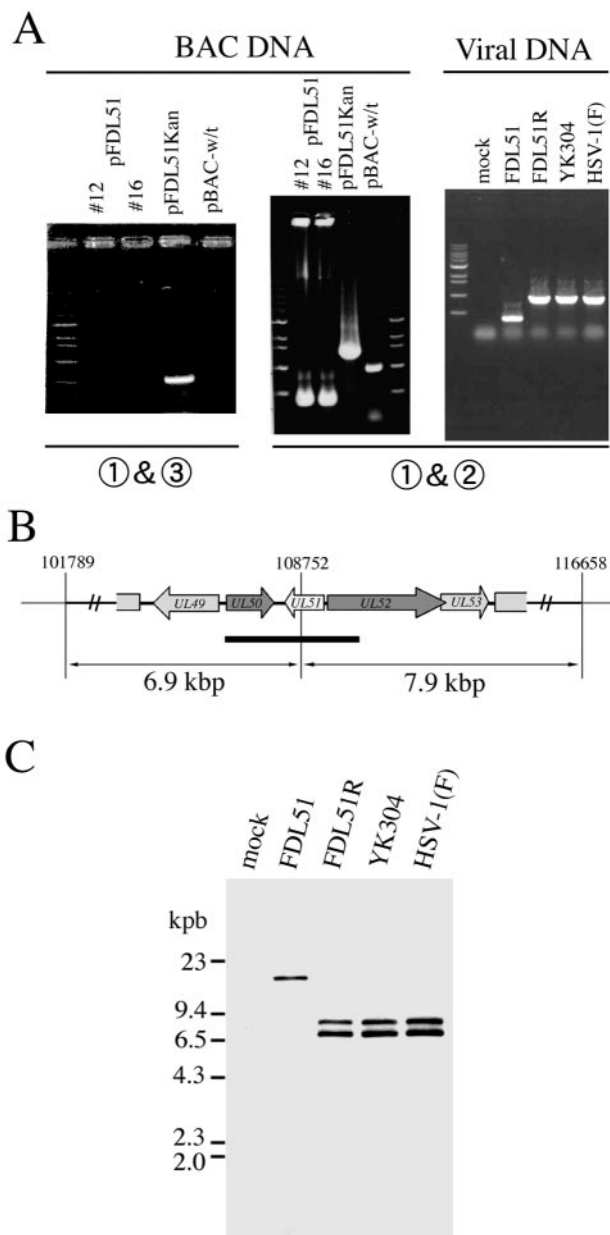 A
BAC DNA
Viral DNA
#12
pFDL51
#16
pFDL51Kan
pBAC-w/t
#12
pFDL51
#16
pFDL51Kan
pBAC-w/t
mock
FDL51
FDL51R
YK304
HSV-1(F)
①&③
①&②
B
101789
108752
116658
UL49
UL50
UL51
UL52
UL53
6.9 kbp
7.9 kbp
C
mock
FDL51
FDL51R
YK304
HSV-1(F)
kpb
23
9.4
6.5
4.3
2.3
2.0